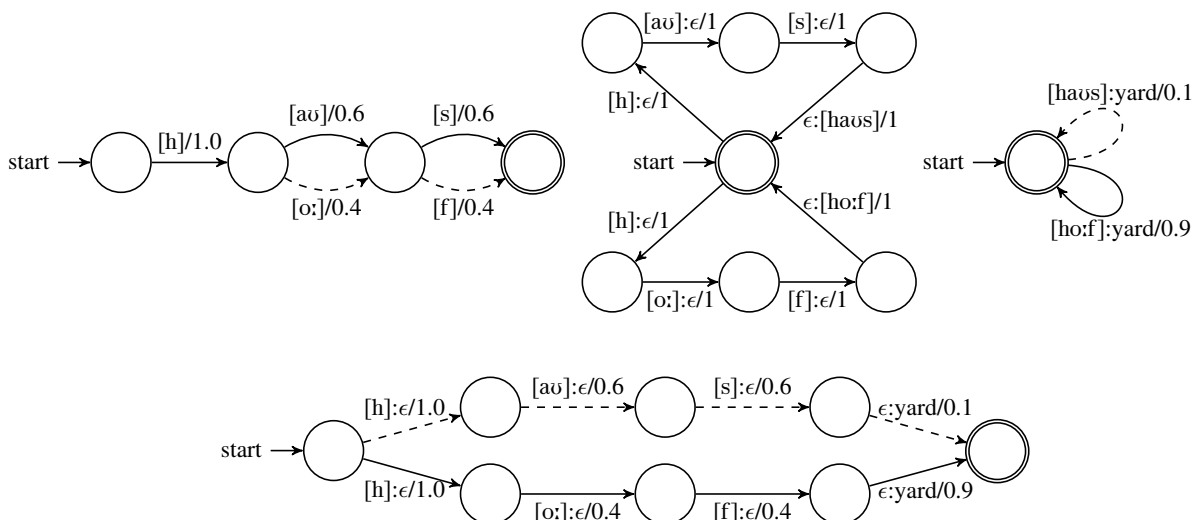 start
[h]/1.0
[aʊ]/0.6
[s]/0.6
[oː]/0.4
[f]/0.4
[aʊ]:ϵ/1
[s]:ϵ/1
[h]:ϵ/1
ϵ:[haʊs]/1
start
[h]:ϵ/1
ϵ:[hoːf]/1
[oː]:ϵ/1
[f]:ϵ/1
[haʊs]:yard/0.1
start
[hoːf]:yard/0.9
start
[h]:ϵ/1.0
[aʊ]:ϵ/0.6
[s]:ϵ/0.6
ϵ:yard/0.1
[h]:ϵ/1.0
[oː]:ϵ/0.4
[f]:ϵ/0.4
ϵ:yard/0.9